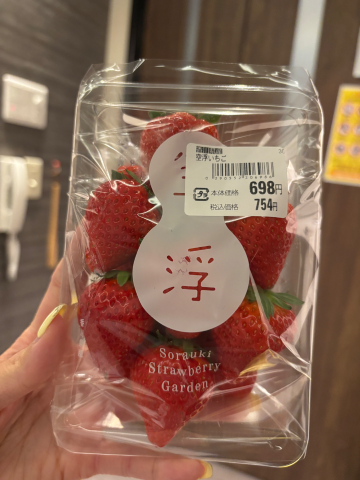 空浮いちご
本体価格 698円
税込価格 754円
空
浮
Sorauki
Strawberry
Garden